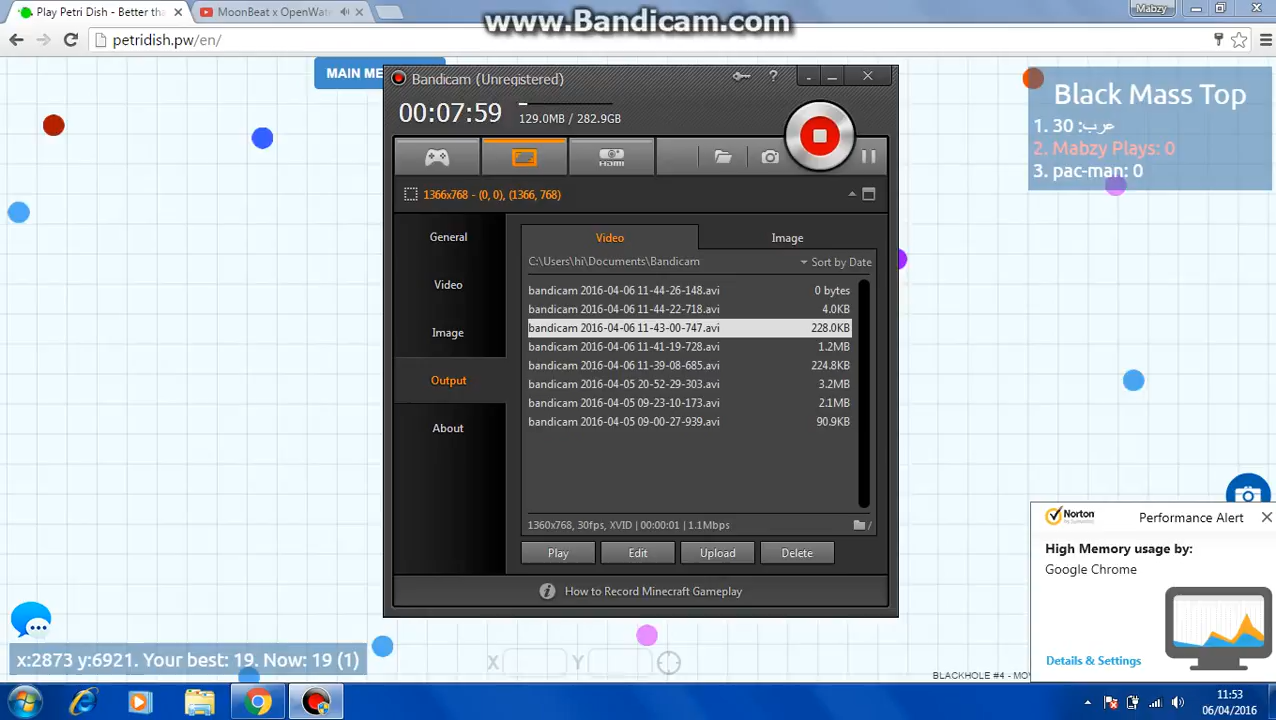 www.Bandicam.com
Play Petri Dish - Better tha
MoonBeat x OpenWat
Mabzy
petridish.pw/en/
MAIN ME
Bandicam (Unregistered)
00:07:59
129.0MB / 282.9GB
HDMI
1366x768 - (0, 0), (1366, 768)
General
Video
Image
Output
About
Video
Image
C:\Users\hi\Documents\Bandicam
Sort by Date
bandicam 2016-04-06 11-44-26-148.avi 0 bytes
bandicam 2016-04-06 11-44-22-718.avi 4.0KB
bandicam 2016-04-06 11-43-00-747.avi 228.0KB
bandicam 2016-04-06 11-41-19-728.avi 1.2MB
bandicam 2016-04-06 11-39-08-685.avi 224.8KB
bandicam 2016-04-05 20-52-29-303.avi 3.2MB
bandicam 2016-04-05 09-23-10-173.avi 2.1MB
bandicam 2016-04-05 09-00-27-939.avi 90.9KB
1360x768, 30fps, XVID | 00:00:01 | 1.1Mbps
Play
Edit
Upload
Delete
How to Record Minecraft Gameplay
Black Mass Top
1. عرب: 30
2. Mabzy Plays: 0
3. pac-man: 0
Norton
Performance Alert
High Memory usage by:
Google Chrome
Details & Settings
x:2873 y:6921. Your best: 19. Now: 19 (1)
X
Y
BLACKHOLE #4 - MO
11:53
06/04/2016